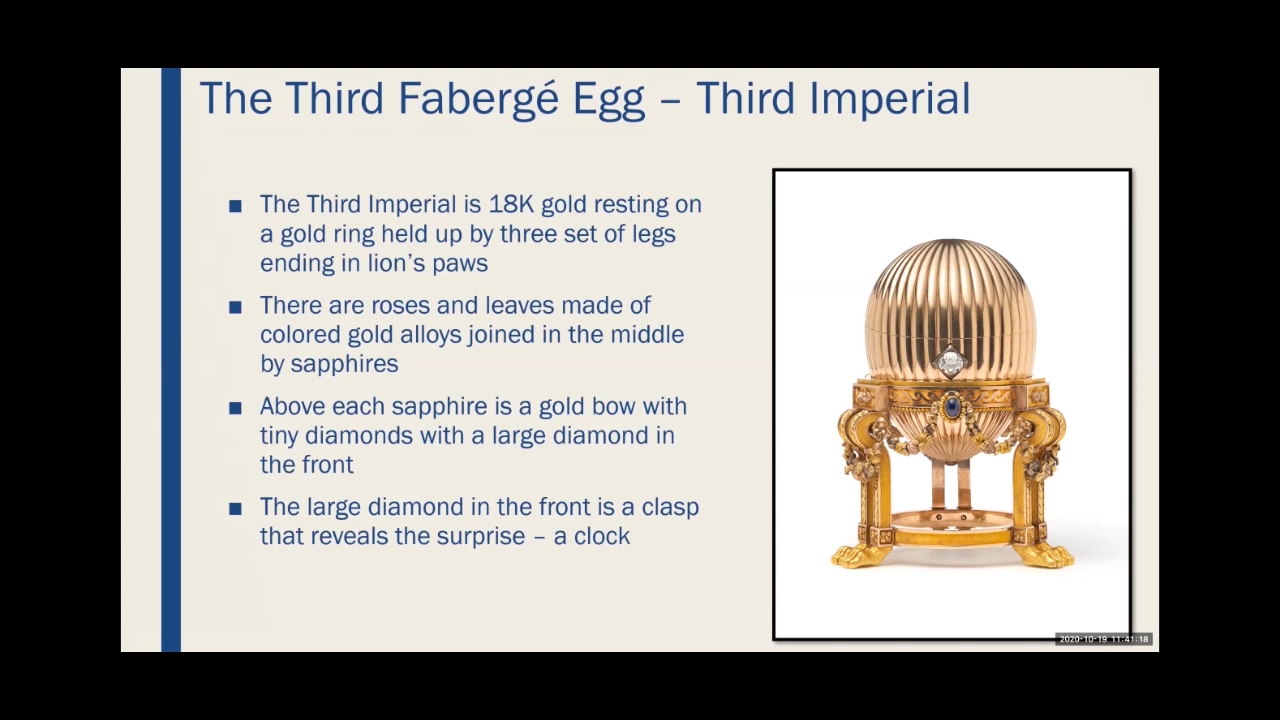 The Third Fabergé Egg – Third Imperial
■ The Third Imperial is 18K gold resting on
a gold ring held up by three set of legs
ending in lion's paws
■ There are roses and leaves made of
colored gold alloys joined in the middle
by sapphires
■ Above each sapphire is a gold bow with
tiny diamonds with a large diamond in
the front
■ The large diamond in the front is a clasp
that reveals the surprise – a clock
2020-10-19 11:41:18